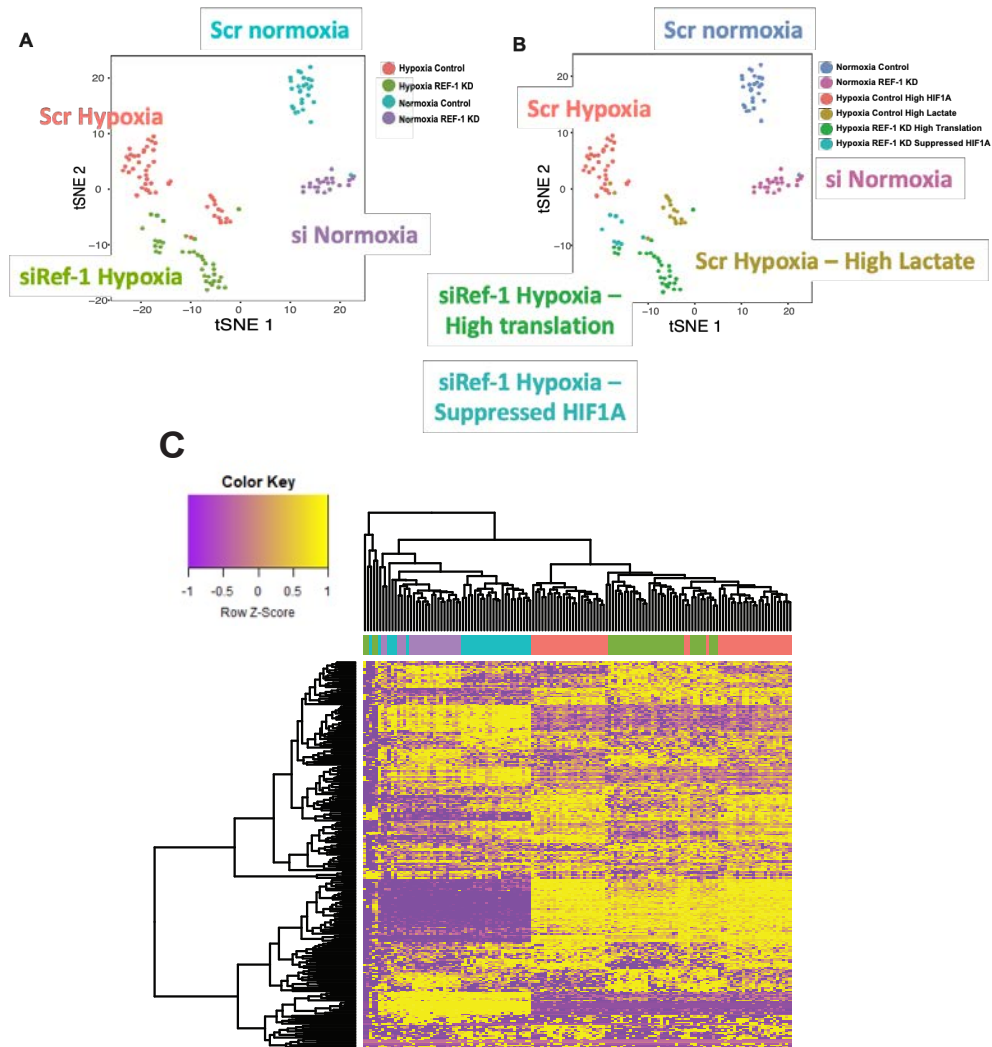 Scr normoxia
A
Hypoxia Control
Hypoxia REF-1 KD
Normoxia Control
Normoxia REF-1 KD
Scr Hypoxia
si Normoxia
siRef-1 Hypoxia
tSNE 2
20
10
0
−10
−20
−20
−10
0
10
20
tSNE 1
Scr normoxia
B
Normoxia Control
Normoxia REF-1 KD
Hypoxia Control High HIF1A
Hypoxia Control High Lactate
Hypoxia REF-1 KD High Translation
Hypoxia REF-1 KD Suppressed HIF1A
Scr Hypoxia
si Normoxia
Scr Hypoxia – High Lactate
tSNE 2
20
10
0
−10
−10
0
10
20
tSNE 1
siRef-1 Hypoxia –
High translation
siRef-1 Hypoxia –
Suppressed HIF1A
C
Color Key
-1
-0.5
0
0.5
1
Row Z-Score